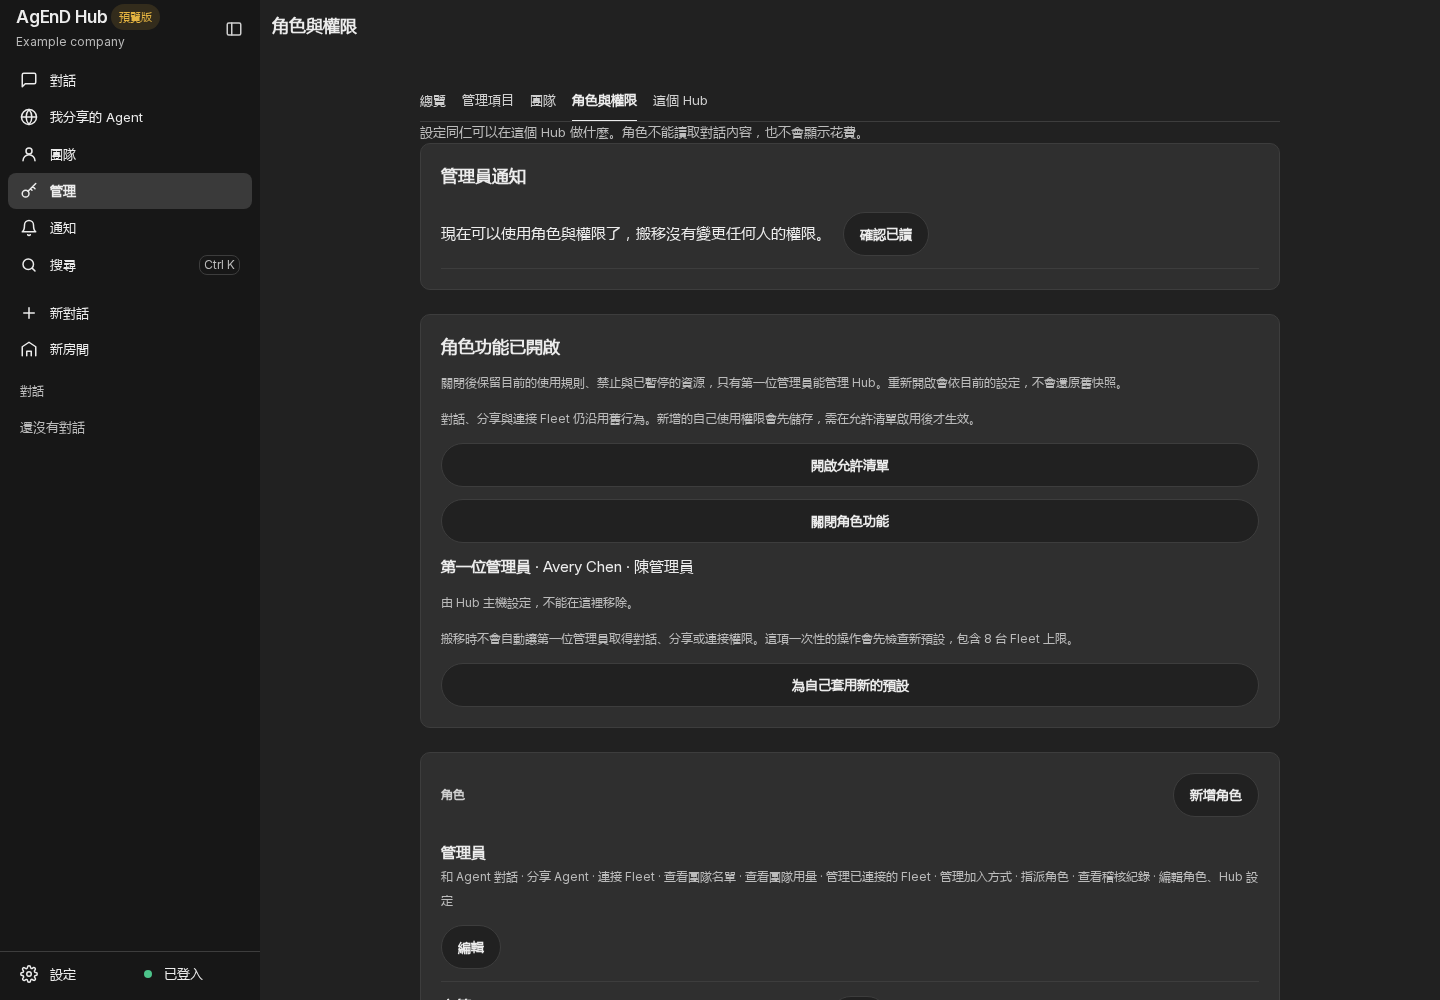 AgEnD Hub 預覽版
Example company
對話
我分享的 Agent
團隊
管理
通知
搜尋 Ctrl K
新對話
新房間
對話
還沒有對話
設定 已登入
角色與權限
總覽 管理項目 團隊 角色與權限 這個 Hub
設定同仁可以在這個 Hub 做什麼。角色不能讀取對話內容，也不會顯示花費。
管理員通知
現在可以使用角色與權限了，搬移沒有變更任何人的權限。 確認已讀
角色功能已開啟
關閉後保留目前的使用規則、禁止與已暫停的資源，只有第一位管理員能管理 Hub。重新開啟會依目前的設定，不會還原舊快照。
對話、分享與連接 Fleet 仍沿用舊行為。新增的自己使用權限會先儲存，需在允許清單啟用後才生效。
開啟允許清單
關閉角色功能
第一位管理員 · Avery Chen · 陳管理員
由 Hub 主機設定，不能在這裡移除。
搬移時不會自動讓第一位管理員取得對話、分享或連接權限。這項一次性的操作會先檢查新預設，包含 8 台 Fleet 上限。
為自己套用新的預設
角色 新增角色
管理員
和 Agent 對話 · 分享 Agent · 連接 Fleet · 查看團隊名單 · 查看團隊用量 · 管理已連接的 Fleet · 管理加入方式 · 指派角色 · 查看稽核紀錄 · 編輯角色、Hub 設
定
編輯